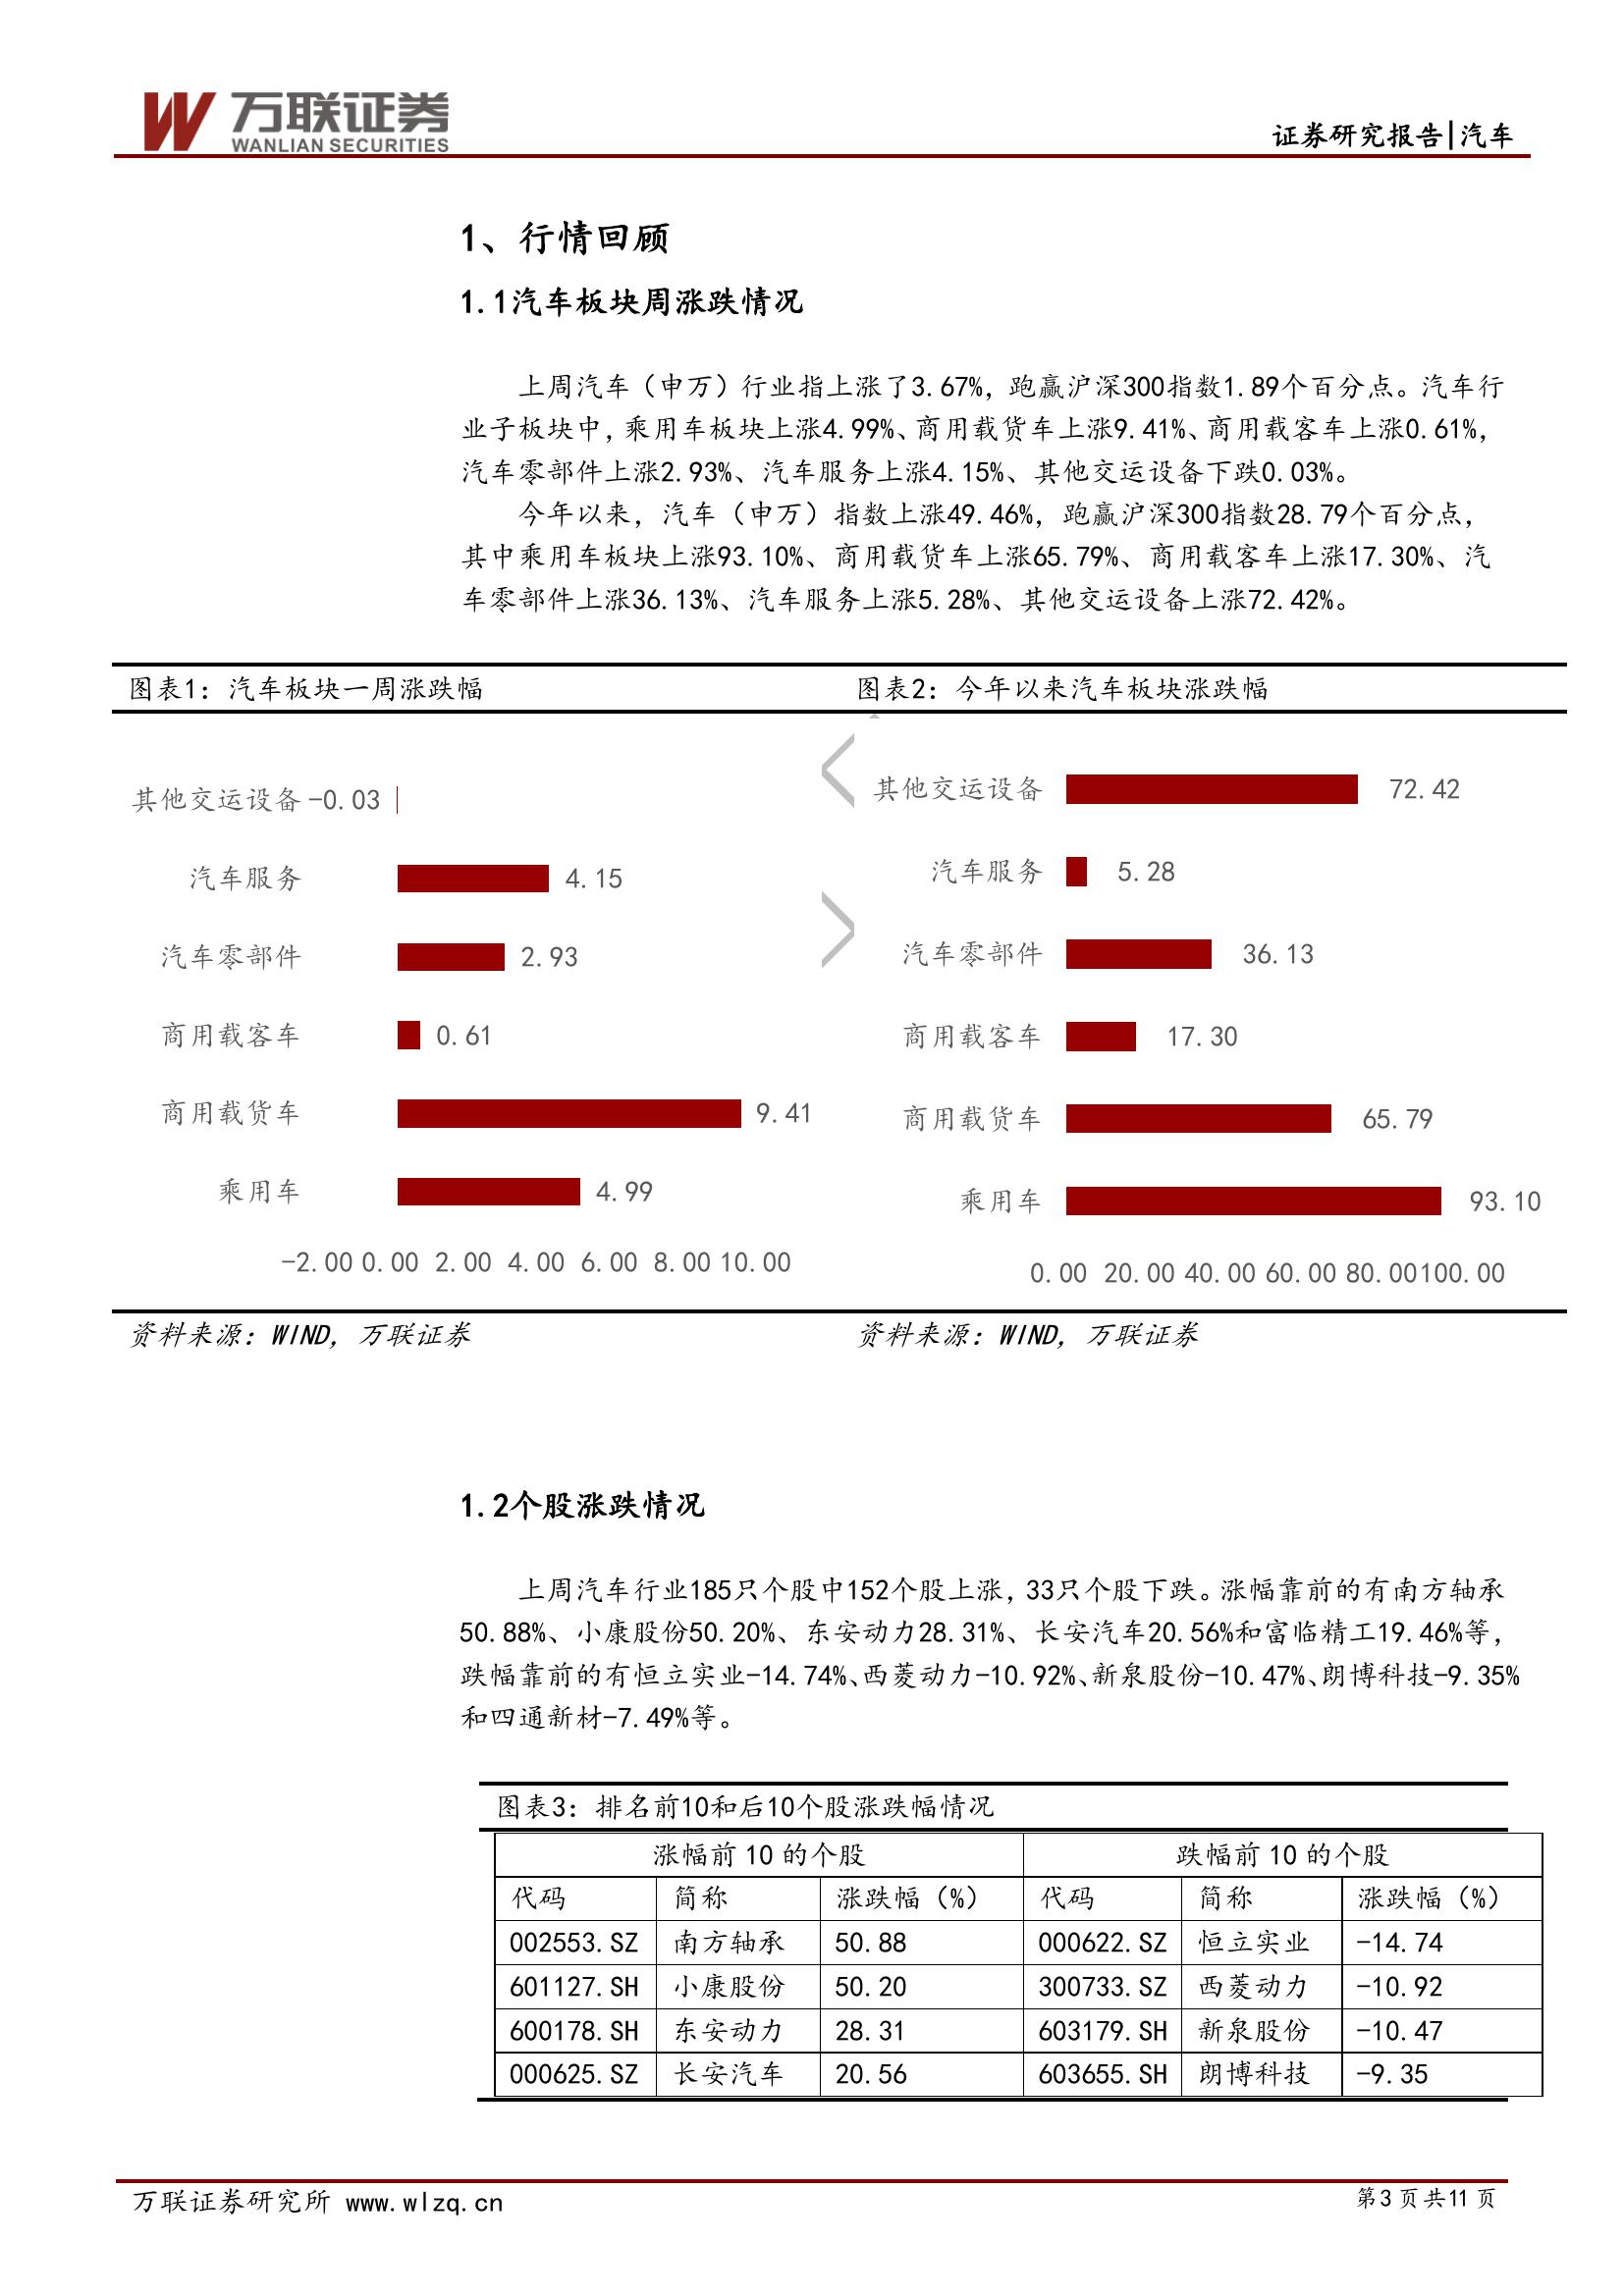 万联证券
WANLIAN SECURITIES
证券研究报告|汽车
1、行情回顾
1.1汽车板块周涨跌情况
上周汽车（申万）行业指上涨了3.67%，跑赢沪深300指数1.89个百分点。汽车行
业子板块中，乘用车板块上涨4.99%、商用载货车上涨9.41%、商用载客车上涨0.61%，
汽车零部件上涨2.93%、汽车服务上涨4.15%、其他交运设备下跌0.03%。
今年以来，汽车（申万）指数上涨49.46%，跑赢沪深300指数28.79个百分点，
其中乘用车板块上涨93.10%、商用载货车上涨65.79%、商用载客车上涨17.30%、汽
车零部件上涨36.13%、汽车服务上涨5.28%、其他交运设备上涨72.42%。
图表1：汽车板块一周涨跌幅
其他交运设备 -0.03
汽车服务 4.15
汽车零部件 2.93
商用载客车 0.61
商用载货车 9.41
乘用车 4.99
-2.00 0.00 2.00 4.00 6.00 8.00 10.00
资料来源：WIND，万联证券
图表2：今年以来汽车板块涨跌幅
其他交运设备 72.42
汽车服务 5.28
汽车零部件 36.13
商用载客车 17.30
商用载货车 65.79
乘用车 93.10
0.00 20.00 40.00 60.00 80.00 100.00
资料来源：WIND，万联证券
1.2个股涨跌情况
上周汽车行业185只个股中152个股上涨，33只个股下跌。涨幅靠前的有南方轴承
50.88%、小康股份50.20%、东安动力28.31%、长安汽车20.56%和富临精工19.46%等，
跌幅靠前的有恒立实业-14.74%、西菱动力-10.92%、新泉股份-10.47%、朗博科技-9.35%
和四通新材-7.49%等。
图表3：排名前10和后10个股涨跌幅情况
涨幅前 10 的个股 跌幅前 10 的个股
代码 简称 涨跌幅（%） 代码 简称 涨跌幅（%）
002553.SZ 南方轴承 50.88 000622.SZ 恒立实业 -14.74
601127.SH 小康股份 50.20 300733.SZ 西菱动力 -10.92
600178.SH 东安动力 28.31 603179.SH 新泉股份 -10.47
000625.SZ 长安汽车 20.56 603655.SH 朗博科技 -9.35
万联证券研究所 www.wlzq.cn
第 3 页 共 11 页